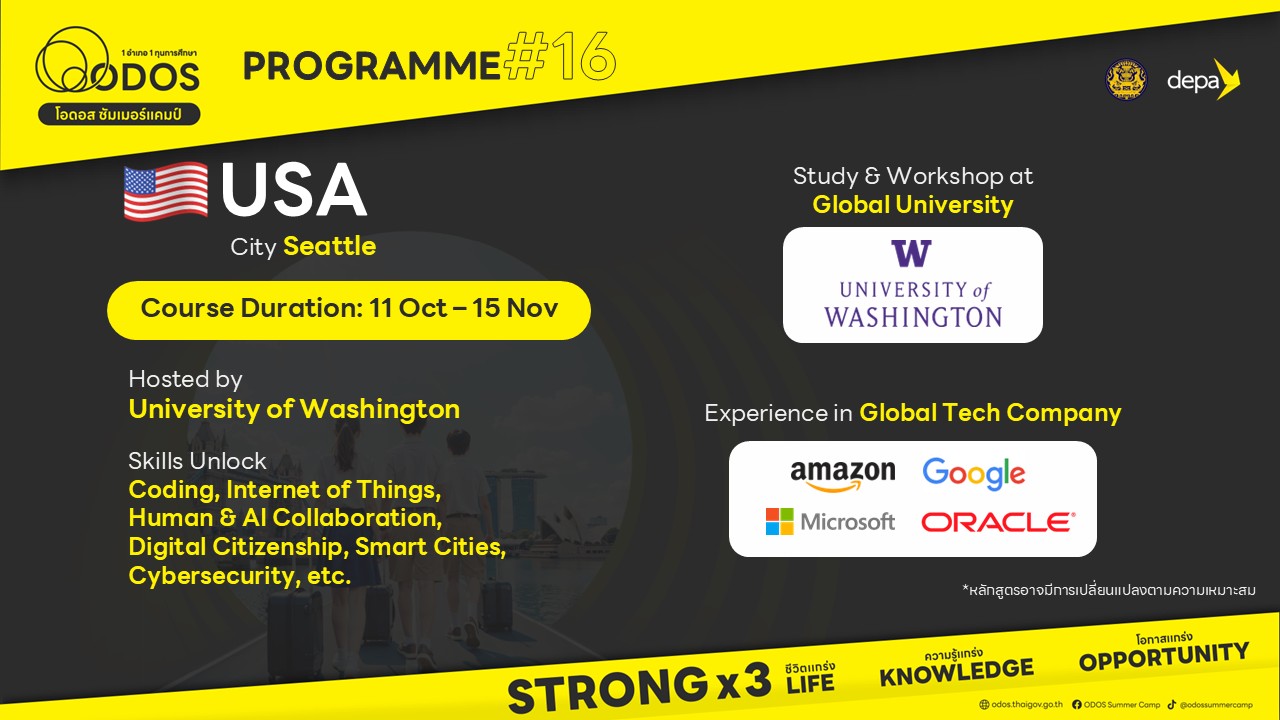 1 อำเภอ 1 ทุนการศึกษา
ODOS
โอดอส ซัมเมอร์แคมป์
PROGRAMME #16
depa
USA
City Seattle
Course Duration: 11 Oct – 15 Nov
Hosted by
University of Washington
Skills Unlock
Coding, Internet of Things,
Human & AI Collaboration,
Digital Citizenship, Smart Cities,
Cybersecurity, etc.
Study & Workshop at
Global University
W
UNIVERSITY of
WASHINGTON
Experience in Global Tech Company
amazon Google
Microsoft ORACLE®
*หลักสูตรอาจมีการเปลี่ยนแปลงตามความเหมาะสม
STRONG x 3
ชีวิตแกร่ง
LIFE
ความรู้แกร่ง
KNOWLEDGE
โอกาสแกร่ง
OPPORTUNITY
odos.thaigov.go.th ODOS Summer Camp @odossummercamp